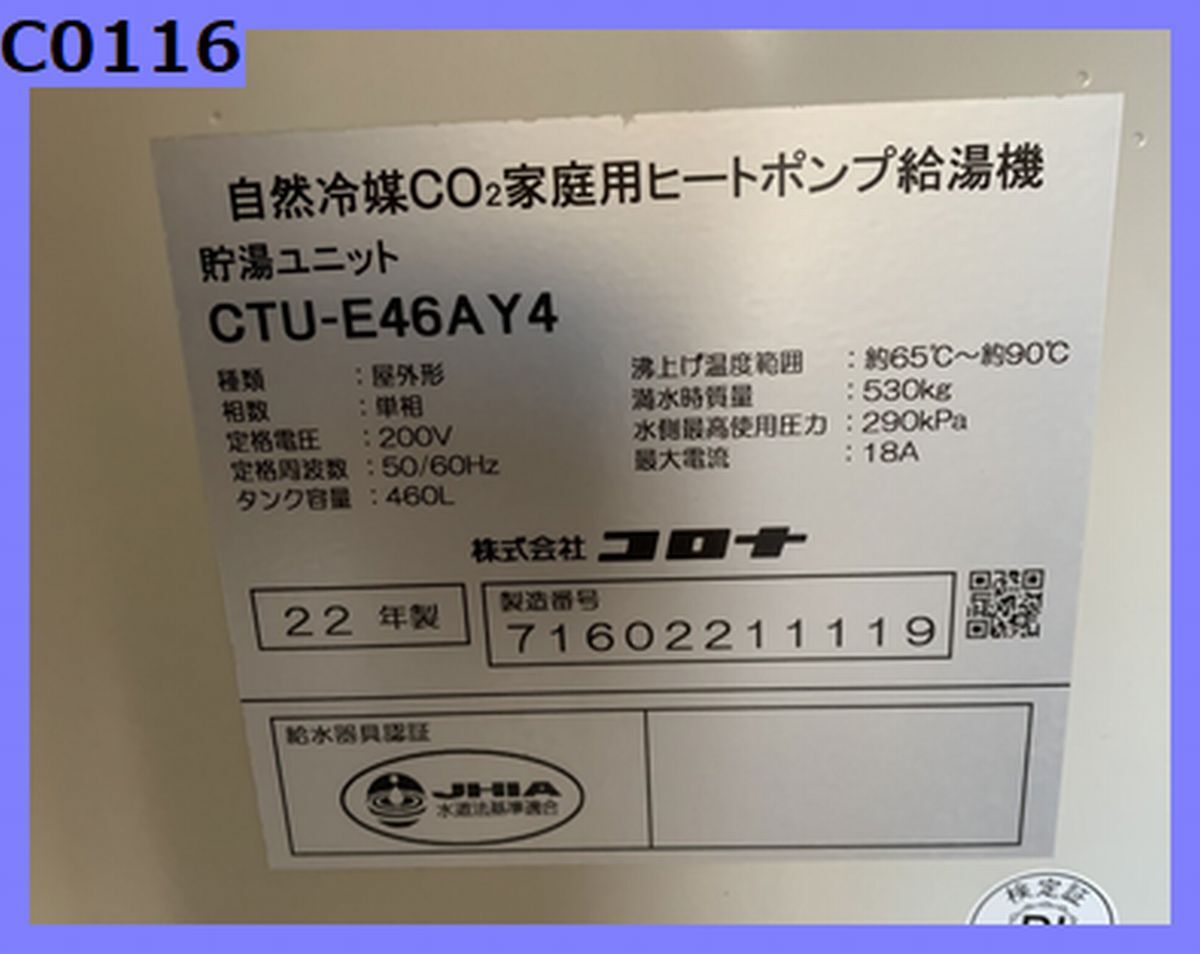 C0116
自然冷媒CO₂家庭用ヒートポンプ給湯機
貯湯ユニット
CTU-E46AY4
種類 : 屋外形
相数 : 単相
定格電圧 : 200V
定格周波数 : 50/60Hz
タンク容量 : 460L
沸上げ温度範囲 : 約65℃～約90℃
満水時質量 : 530kg
水側最高使用圧力 : 290kPa
最大電流 : 18A
株式会社 コロナ
22 年製
製造番号
71602211119
給水器具認証
JHIA
水道法基準適合
検定証